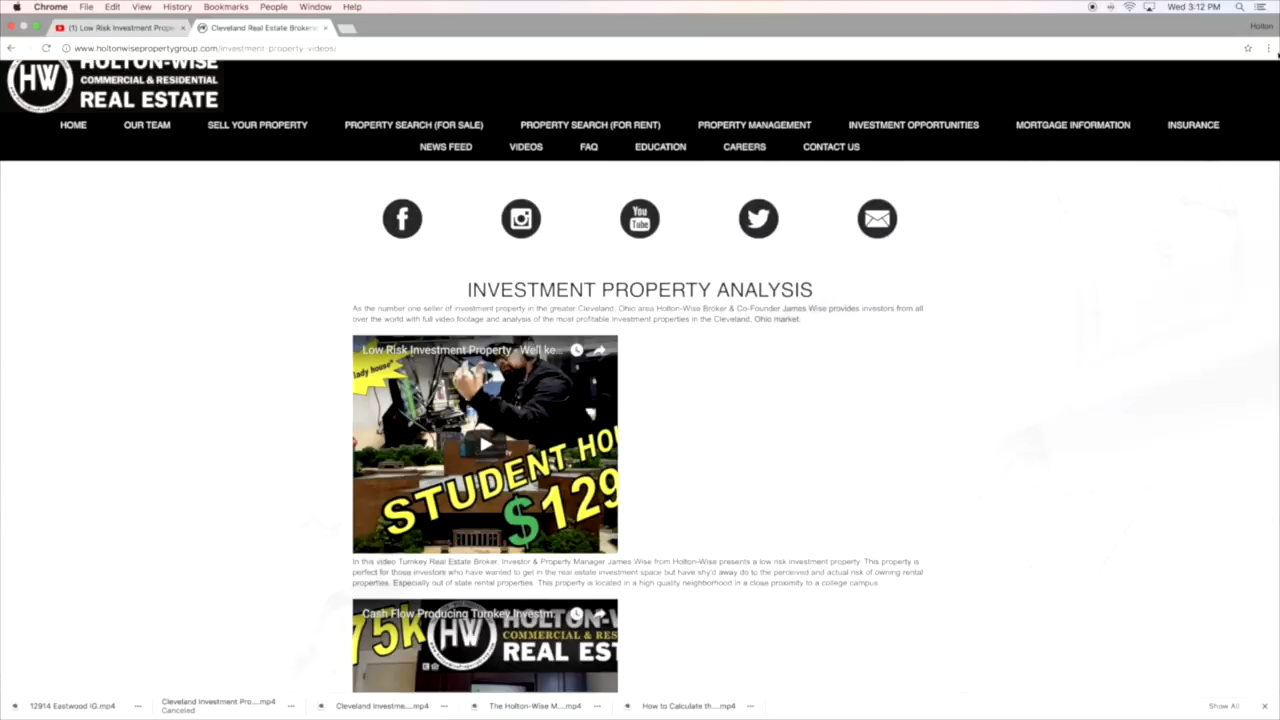 Chrome File Edit View History Bookmarks People Window Help Wed 3:12 PM
(1) Low Risk Investment Prope Cleveland Real Estate Brokers Holton
www.holtonwisepropertygroup.com/investment-property-videos/
HW HOLTON-WISE
COMMERCIAL & RESIDENTIAL
REAL ESTATE
HOME OUR TEAM SELL YOUR PROPERTY PROPERTY SEARCH (FOR SALE) PROPERTY SEARCH (FOR RENT) PROPERTY MANAGEMENT INVESTMENT OPPORTUNITIES MORTGAGE INFORMATION INSURANCE
NEWS FEED VIDEOS FAQ EDUCATION CAREERS CONTACT US
You
Tube
INVESTMENT PROPERTY ANALYSIS
As the number one seller of investment property in the greater Cleveland, Ohio area Holton-Wise Broker & Co-Founder James Wise provides investors from all
over the world with full video footage and analysis of the most profitable investment properties in the Cleveland, Ohio market.
Low Risk Investment Property - Well ke...
lady house"
STUDENT HOU
$129
In this video Turnkey Real Estate Broker, Investor & Property Manager James Wise from Holton-Wise presents a low risk investment property. This property is
perfect for those investors who have wanted to get in the real estate investment space but have shy'd away do to the perceived and actual risk of owning rental
properties. Especially out of state rental properties. This property is located in a high quality neighborhood in a close proximity to a college campus.
Cash Flow Producing Turnkey Investm...
75k HW HOLTON-W
COMMERCIAL & RES
REAL EST
12914 Eastwood IG.mp4 Cleveland Investment Pro....mp4 Cleveland Investme....mp4 The Holton-Wise M....mp4 How to Calculate th....mp4 Show All
Canceled